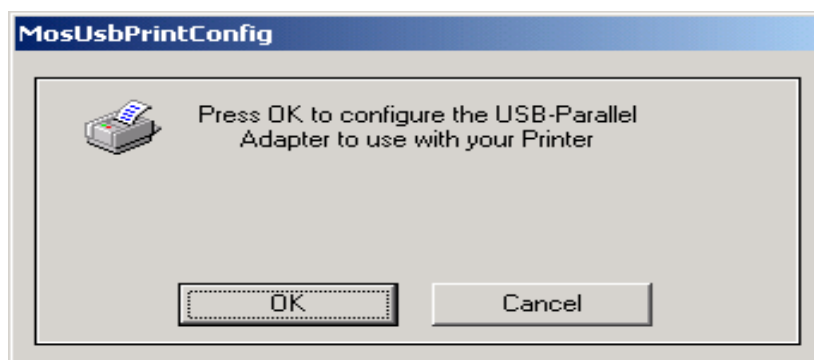 MosUsbPrintConfig
Press OK to configure the USB-Parallel
Adapter to use with your Printer
OK
Cancel